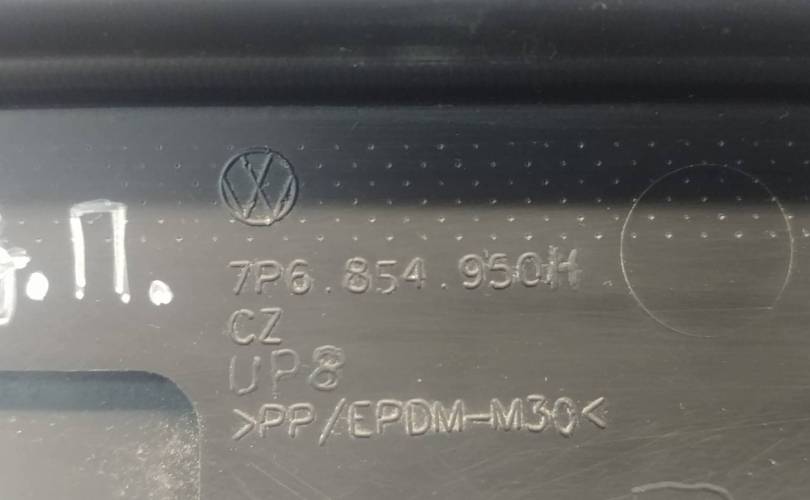 7P6.854.950H
CZ
UP8
>PP/EPDM-M30<
.П.